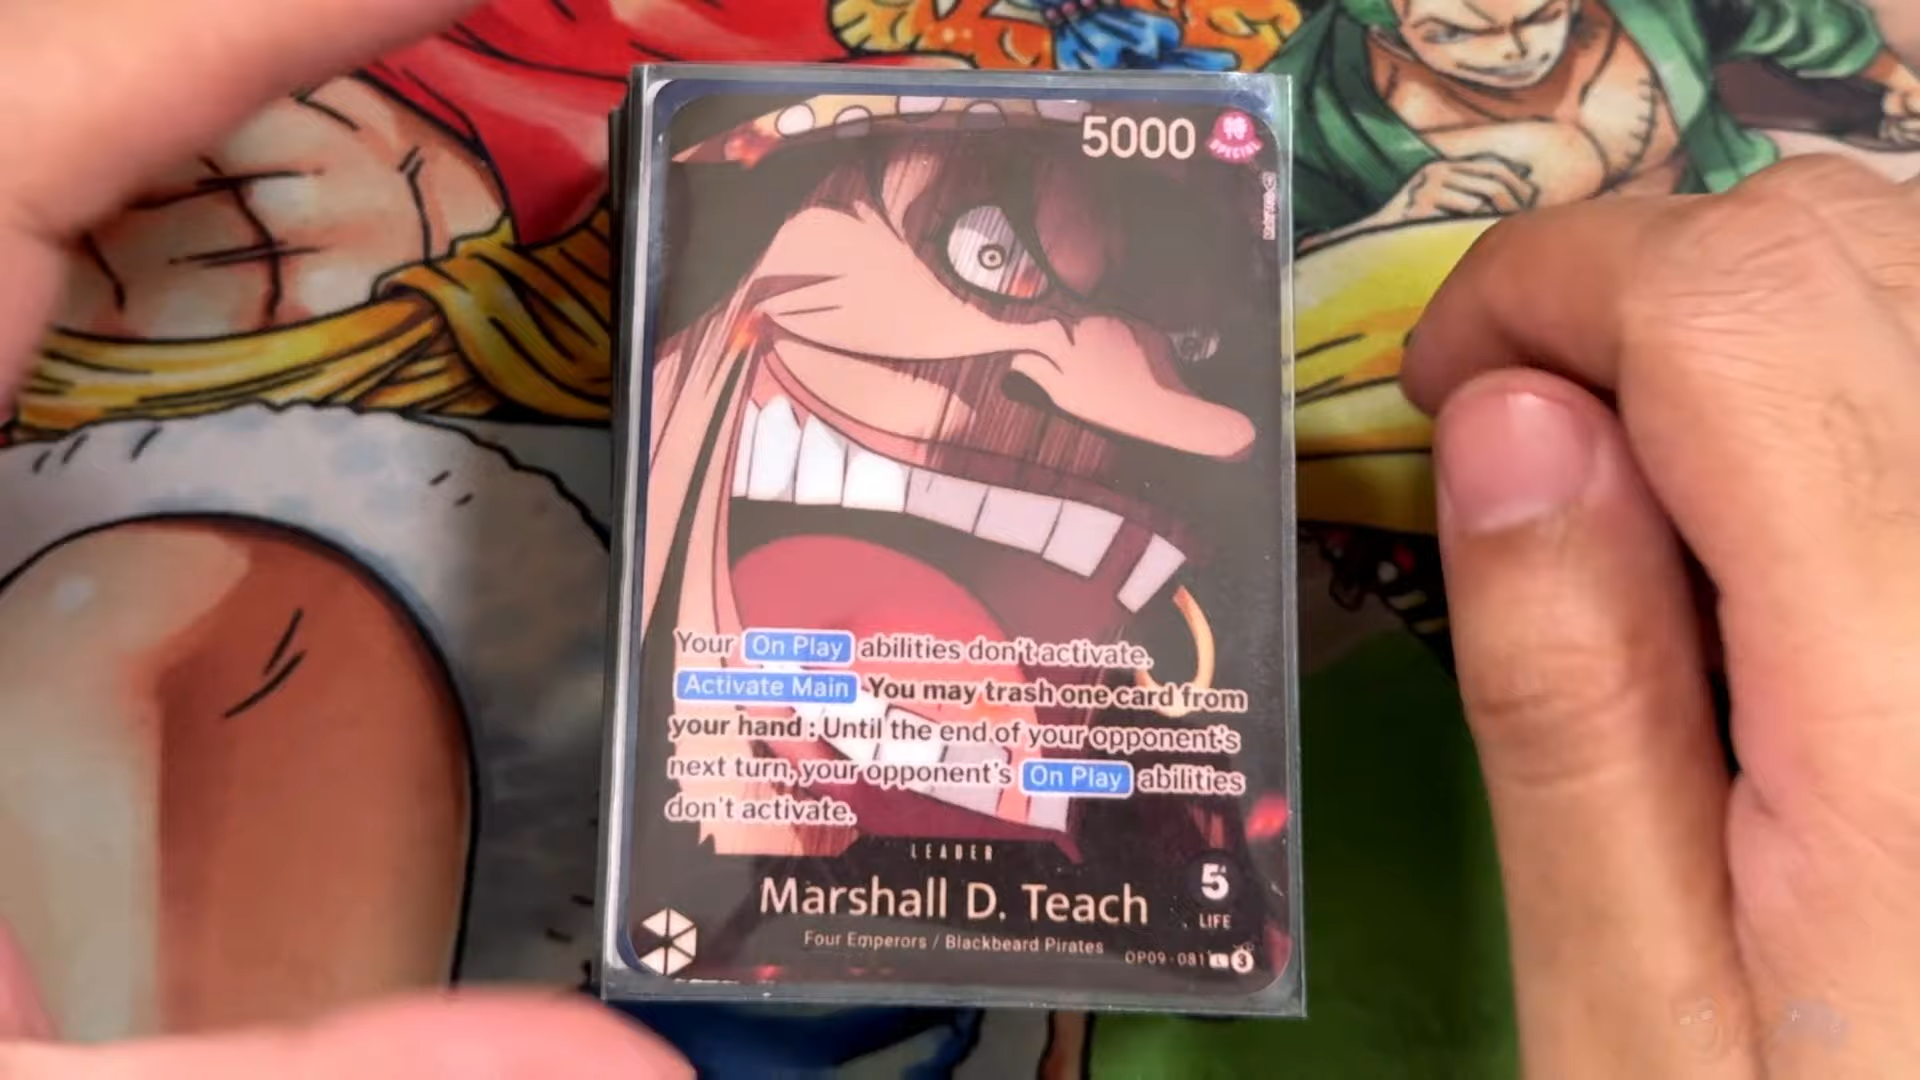 5000
特
SPECIAL
Your On Play abilities don't activate.
Activate Main You may trash one card from
your hand : Until the end of your opponent's
next turn, your opponent's On Play abilities
don't activate.
LEADER
Marshall D. Teach
5
LIFE
Four Emperors / Blackbeard Pirates
OP09-081 L 3